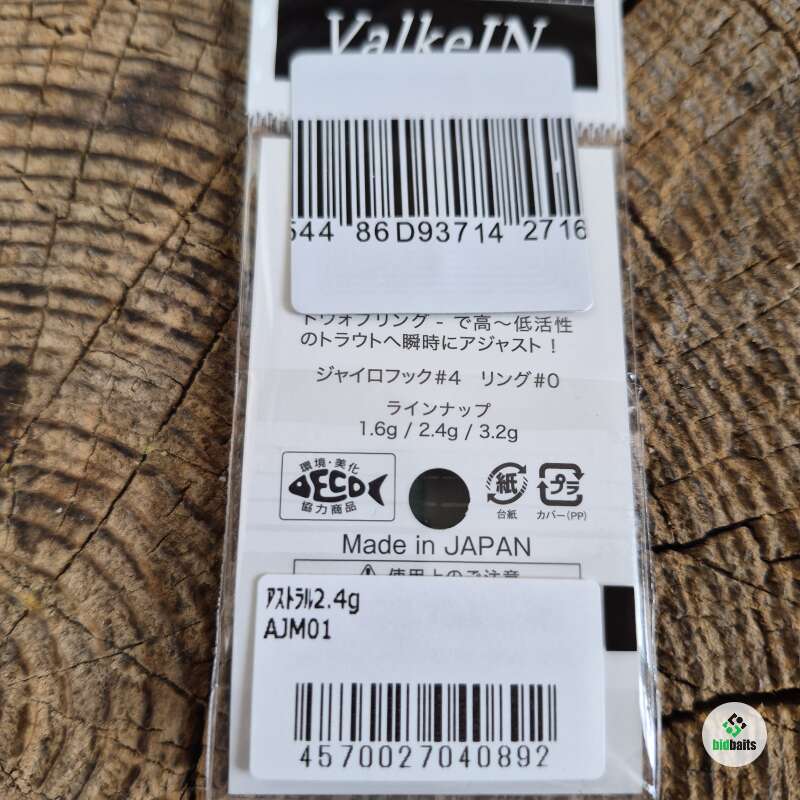 ValkeIN
544 86D93714 2716
トウォブリング - で高～低活性
のトラウトへ瞬時にアジャスト！
ジャイロフック#4 リング#0
ラインナップ
1.6g / 2.4g / 3.2g
環境・美化
ECO
協力商品
紙
台紙
プラ
カバー(PP)
Made in JAPAN
使用上のご注意
ｱｽﾄﾗﾙ2.4g
AJM01
4570027040892
bidbaits